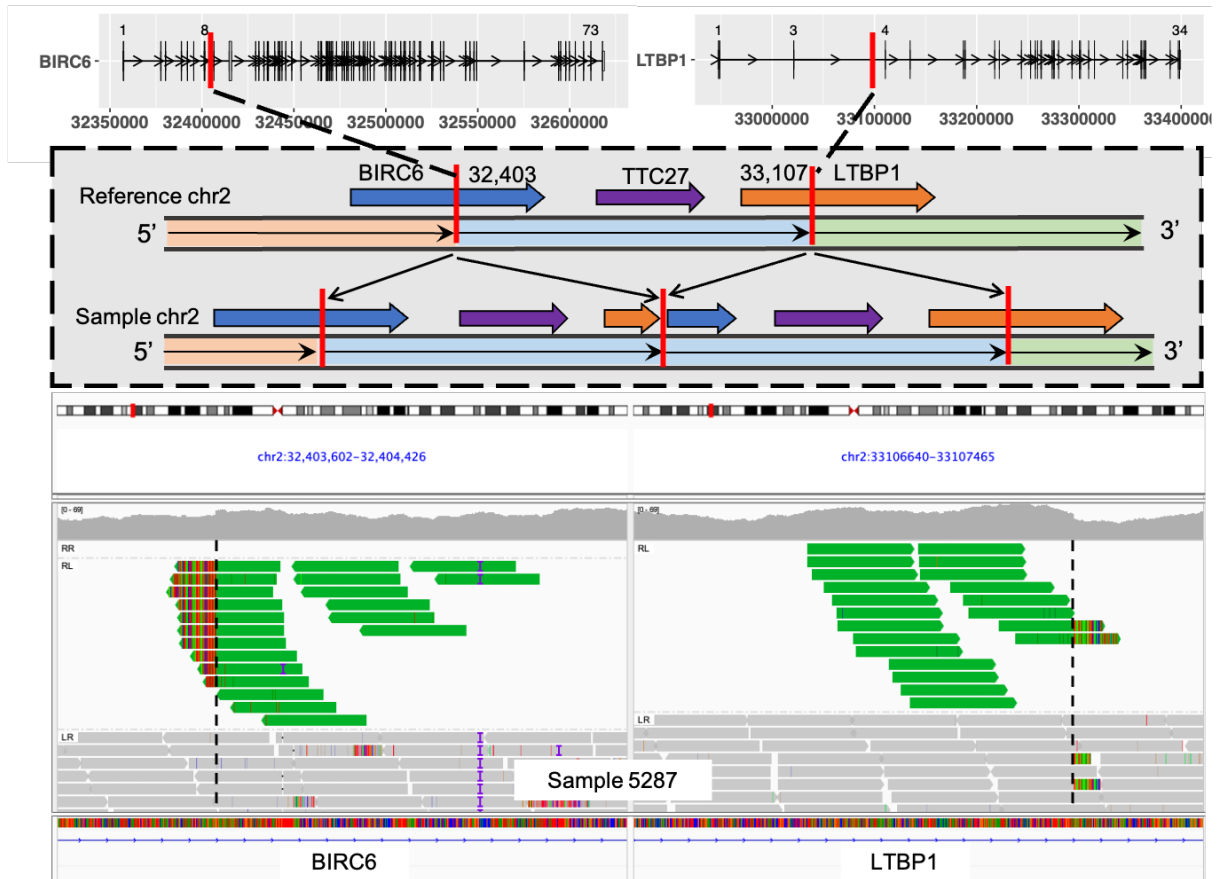 1 8 73
BIRC6
32350000 32400000 32450000 32500000 32550000 32600000
1 3 4 34
LTBP1
33000000 33100000 33200000 33300000 33400000
BIRC6 32,403 TTC27 33,107 LTBP1
Reference chr2
5’ 3’
Sample chr2
5’ 3’
chr2:32,403,602-32,404,426
chr2:33106640-33107465
[0 - 69]
[0 - 69]
RR
RL
RL
LR
LR
Sample 5287
BIRC6
LTBP1